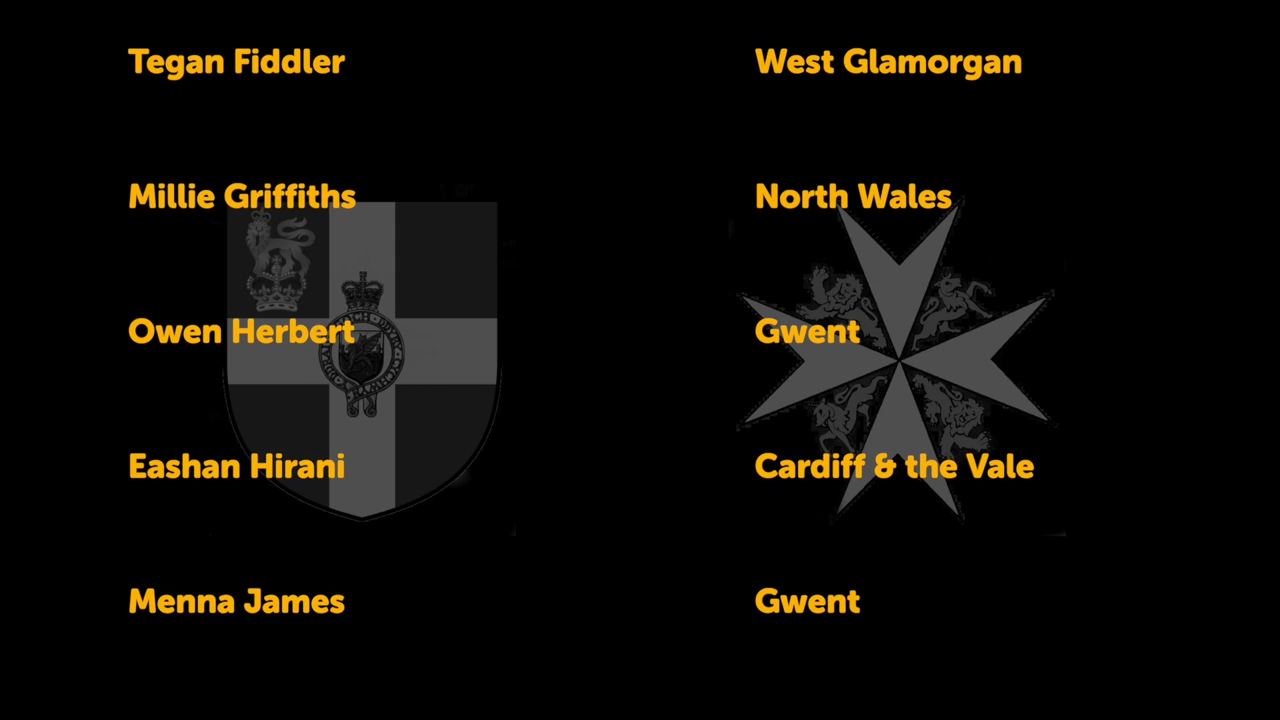 Tegan Fiddler West Glamorgan
Millie Griffiths North Wales
Owen Herbert Gwent
Eashan Hirani Cardiff & the Vale
Menna James Gwent